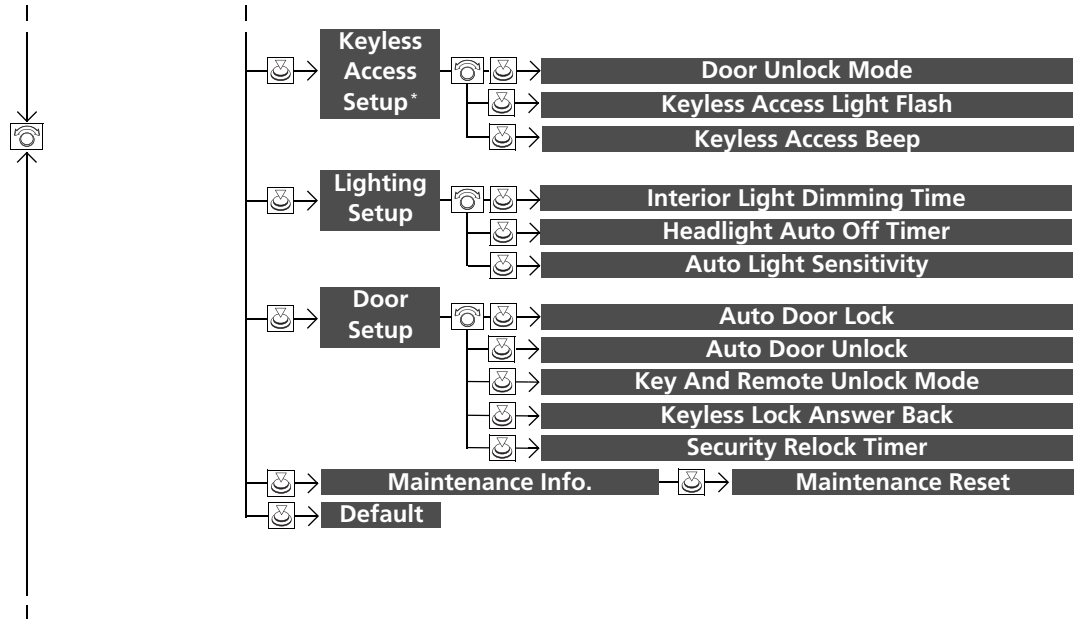 Keyless
Access
Setup*
Door Unlock Mode
Keyless Access Light Flash
Keyless Access Beep
Lighting
Setup
Interior Light Dimming Time
Headlight Auto Off Timer
Auto Light Sensitivity
Door
Setup
Auto Door Lock
Auto Door Unlock
Key And Remote Unlock Mode
Keyless Lock Answer Back
Security Relock Timer
Maintenance Info.
Maintenance Reset
Default